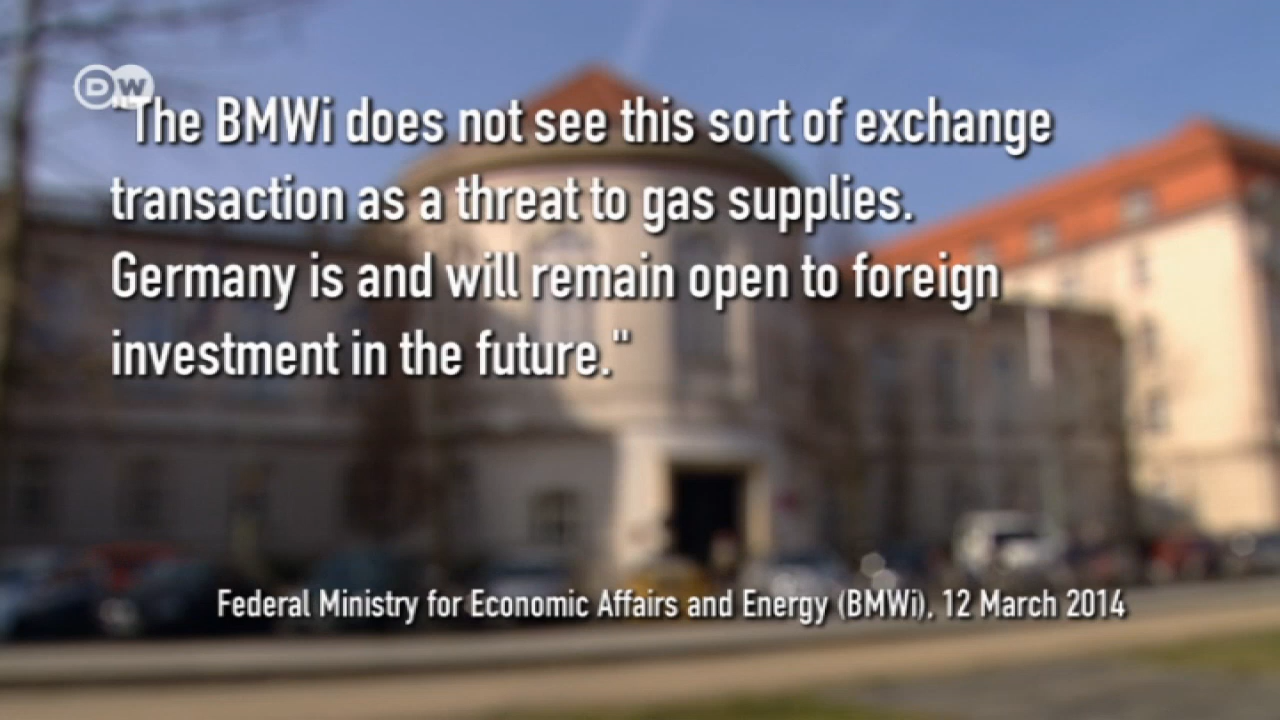 DW
"The BMWi does not see this sort of exchange
transaction as a threat to gas supplies.
Germany is and will remain open to foreign
investment in the future."
Federal Ministry for Economic Affairs and Energy (BMWi), 12 March 2014